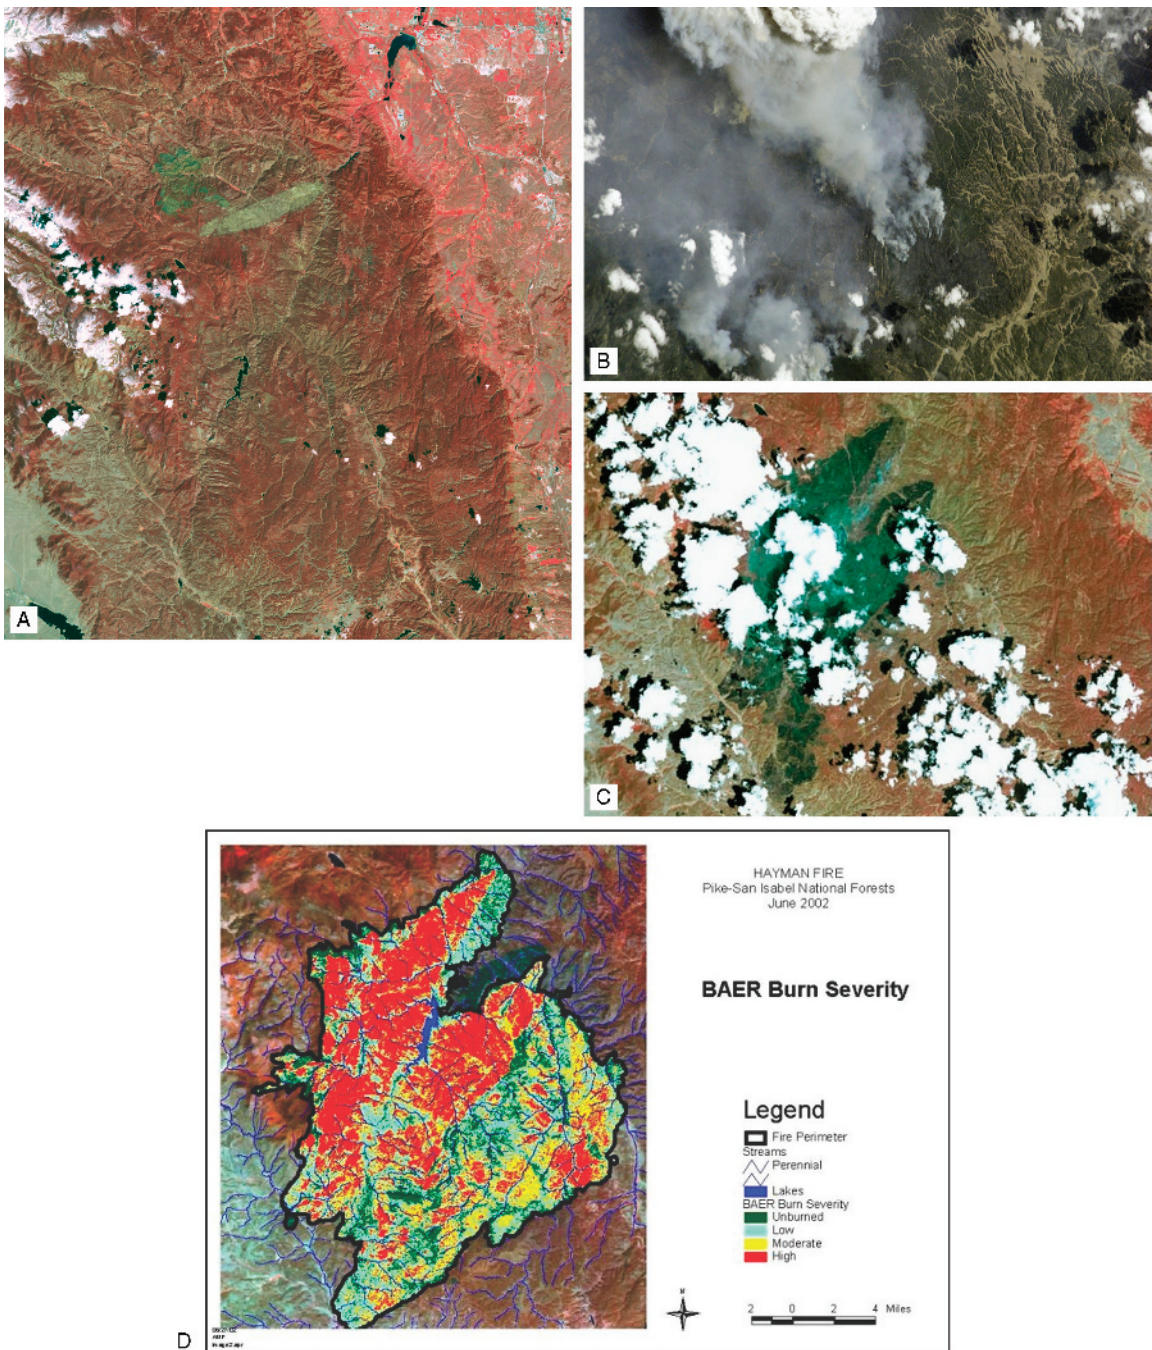 A
B
C
HAYMAN FIRE
Pike-San Isabel National Forests
June 2002
BAER Burn Severity
Legend
Fire Perimeter
Streams
Perennial
Lakes
BAER Burn Severity
Unburned
Low
Moderate
High
N
2 0 2 4 Miles
D